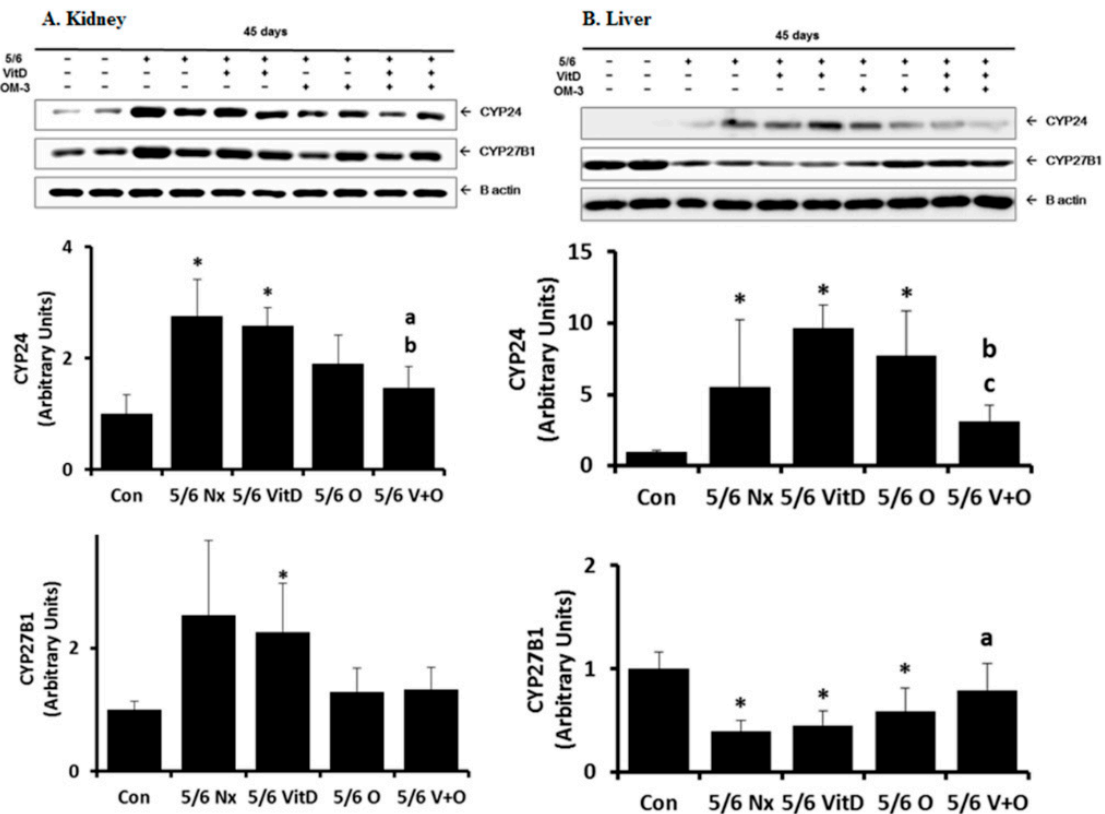 A. Kidney
45 days
5/6 - - + + + + + + + +
VitD - - - - + + - - + +
OM-3 - - - - - - + + + +
← CYP24
← CYP27B1
← B actin
CYP24
(Arbitrary Units)
4
2
0
* * a
b
Con 5/6 Nx 5/6 VitD 5/6 O 5/6 V+O
CYP27B1
(Arbitrary Units)
2
0
*
Con 5/6 Nx 5/6 VitD 5/6 O 5/6 V+O
B. Liver
45 days
5/6 - - + + + + + + + +
VitD - - - - + + - - + +
OM-3 - - - - - - + + + +
← CYP24
← CYP27B1
← B actin
CYP24
(Arbitrary Units)
15
10
5
0
* * * b
c
Con 5/6 Nx 5/6 VitD 5/6 O 5/6 V+O
CYP27B1
(Arbitrary Units)
2
1
0
* * * a
Con 5/6 Nx 5/6 VitD 5/6 O 5/6 V+O